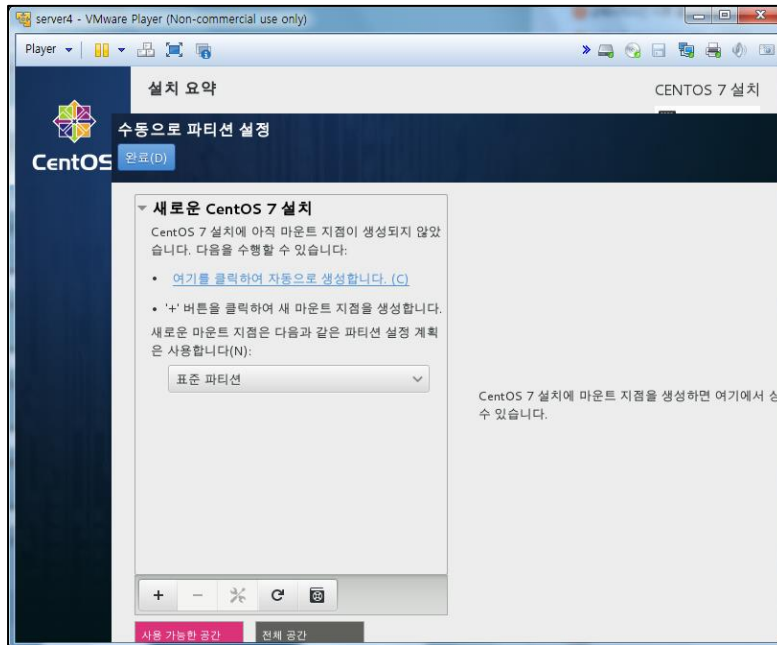 server4 - VMware Player (Non-commercial use only)
Player
설치 요약
CENTOS 7 설치
수동으로 파티션 설정
완료(D)
CentOS
새로운 CentOS 7 설치
CentOS 7 설치에 아직 마운트 지점이 생성되지 않았
습니다. 다음을 수행할 수 있습니다:
• 여기를 클릭하여 자동으로 생성합니다. (C)
• '+' 버튼을 클릭하여 새 마운트 지점을 생성합니다.
새로운 마운트 지점은 다음과 같은 파티션 설정 계획
은 사용합니다(N):
표준 파티션
CentOS 7 설치에 마운트 지점을 생성하면 여기에서 상
수 있습니다.
사용 가능한 공간
전체 공간